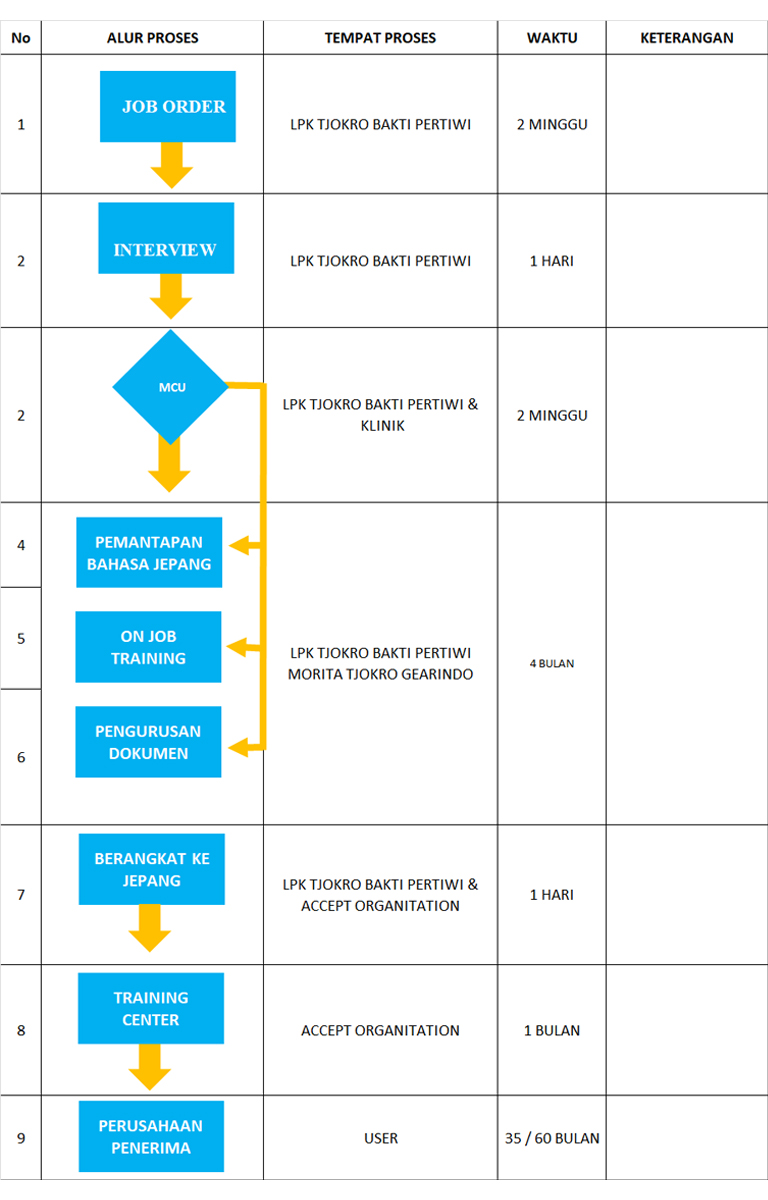 No ALUR PROSES TEMPAT PROSES WAKTU KETERANGAN
1 JOB ORDER LPK TJOKRO BAKTI PERTIWI 2 MINGGU
2 INTERVIEW LPK TJOKRO BAKTI PERTIWI 1 HARI
2 MCU LPK TJOKRO BAKTI PERTIWI &
KLINIK
2 MINGGU
4 PEMANTAPAN
BAHASA JEPANG
5 ON JOB
TRAINING
LPK TJOKRO BAKTI PERTIWI
MORITA TJOKRO GEARINDO
4 BULAN
6 PENGURUSAN
DOKUMEN
7 BERANGKAT KE
JEPANG
LPK TJOKRO BAKTI PERTIWI &
ACCEPT ORGANITATION
1 HARI
8 TRAINING
CENTER
ACCEPT ORGANITATION
1 BULAN
9 PERUSAHAAN
PENERIMA
USER
35 / 60 BULAN